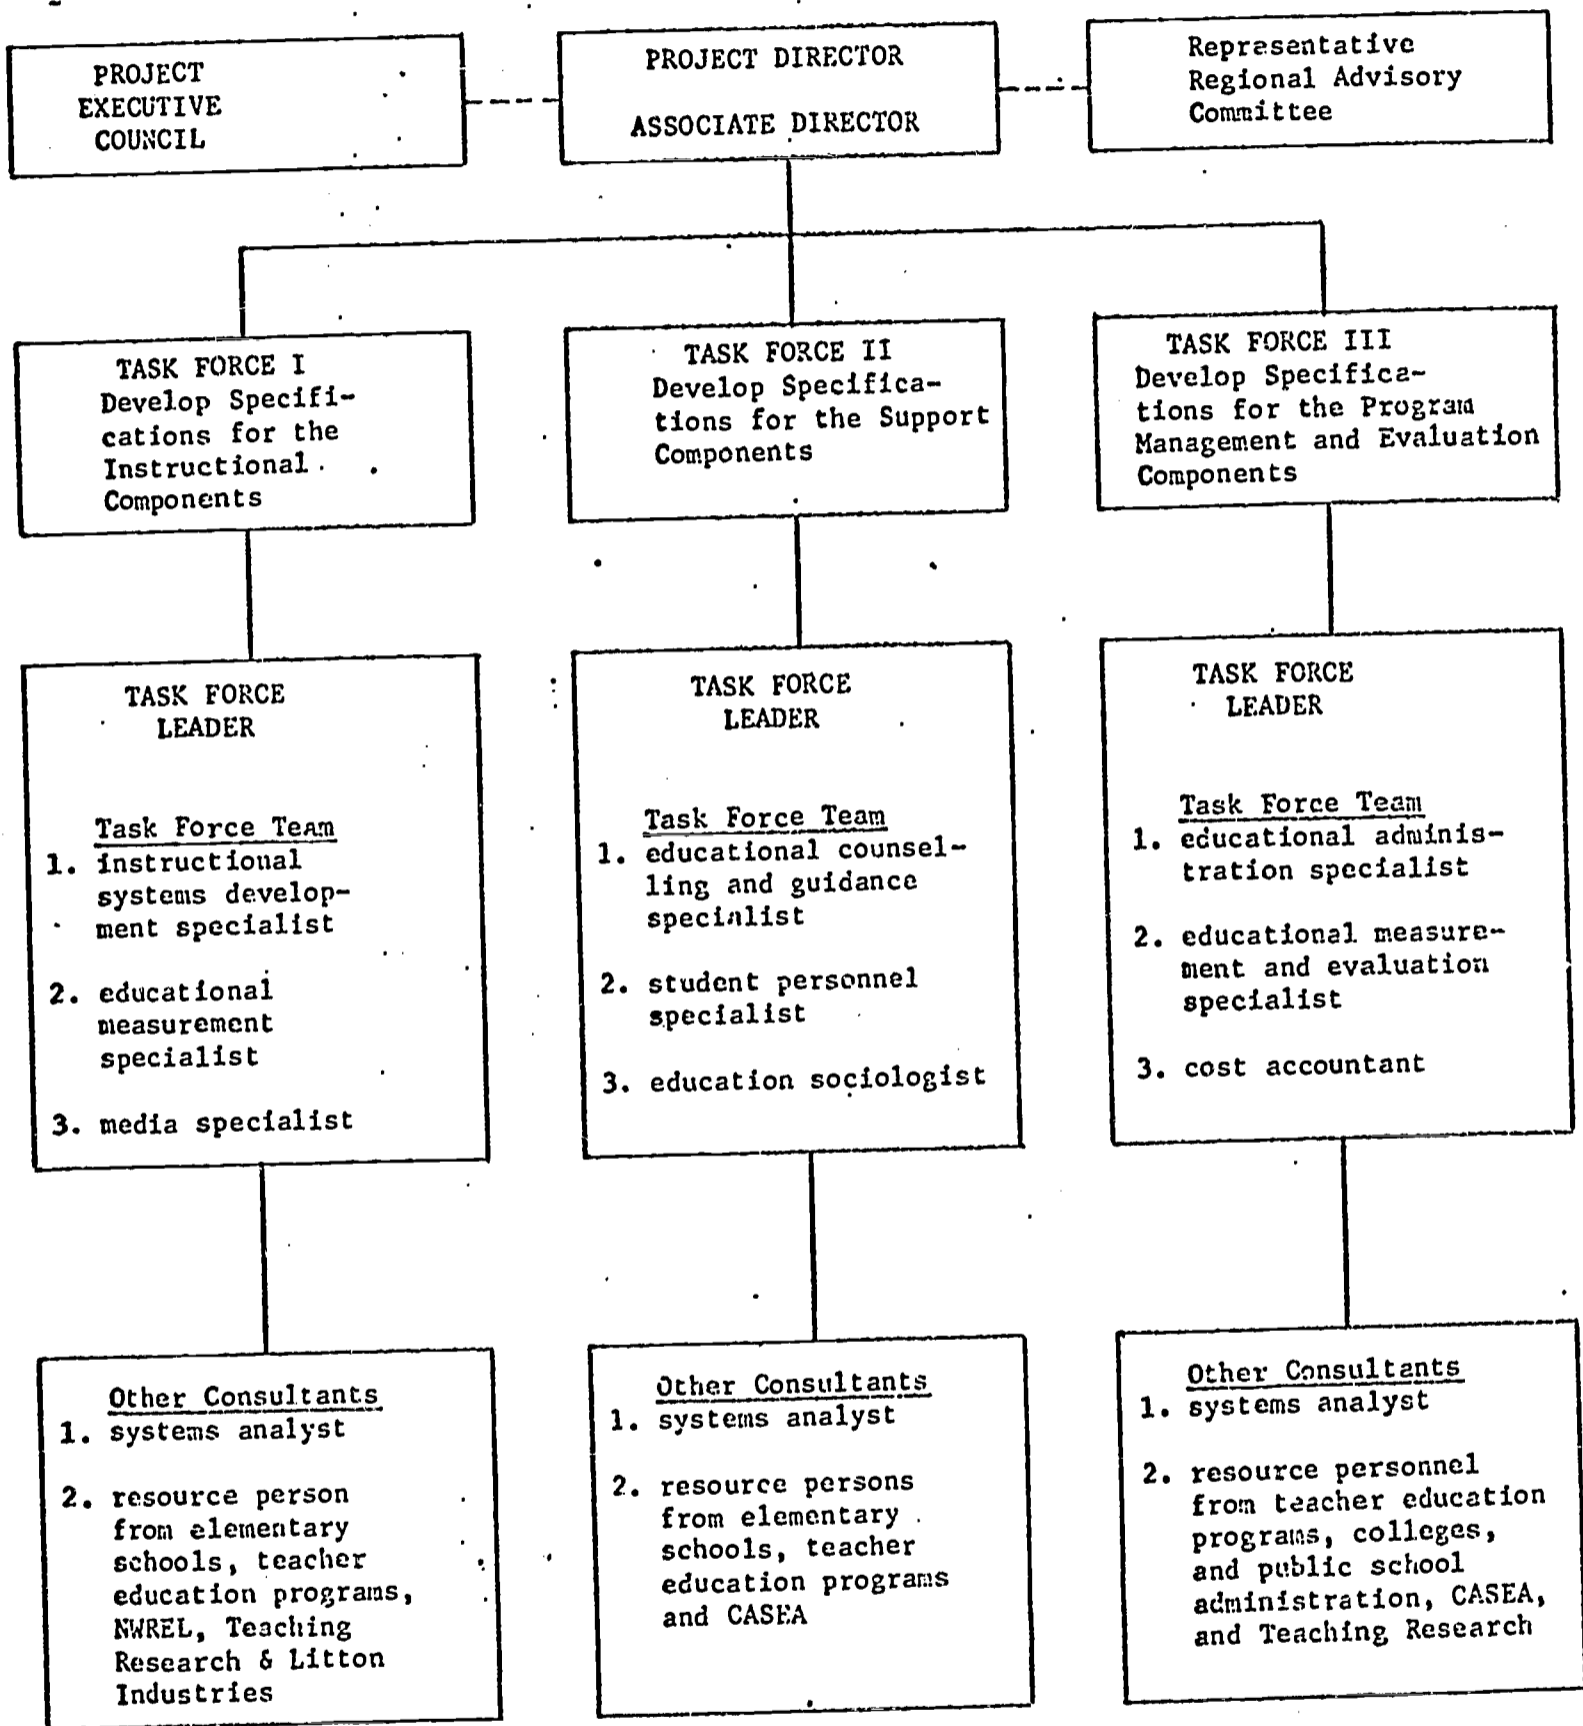 PROJECT
EXECUTIVE
COUNCIL
PROJECT DIRECTOR
ASSOCIATE DIRECTOR
Representative
Regional Advisory
Committee
TASK FORCE I
Develop Specifi-
cations for the
Instructional
Components
TASK FORCE II
Develop Specifica-
tions for the Support
Components
TASK FORCE III
Develop Specifica-
tions for the Program
Management and Evaluation
Components
TASK FORCE
LEADER
Task Force Team
1. instructional
systems develop-
ment specialist
2. educational
measurement
specialist
3. media specialist
TASK FORCE
LEADER
Task Force Team
1. educational counsel-
ling and guidance
specialist
2. student personnel
specialist
3. education sociologist
TASK FORCE
LEADER
Task Force Team
1. educational adminis-
tration specialist
2. educational measure-
ment and evaluation
specialist
3. cost accountant
Other Consultants
1. systems analyst
2. resource person
from elementary
schools, teacher
education programs,
NWREL, Teaching
Research & Litton
Industries
Other Consultants
1. systems analyst
2. resource persons
from elementary
schools, teacher
education programs
and CASEA
Other Consultants
1. systems analyst
2. resource personnel
from teacher education
programs, colleges,
and public school
administration, CASEA,
and Teaching Research